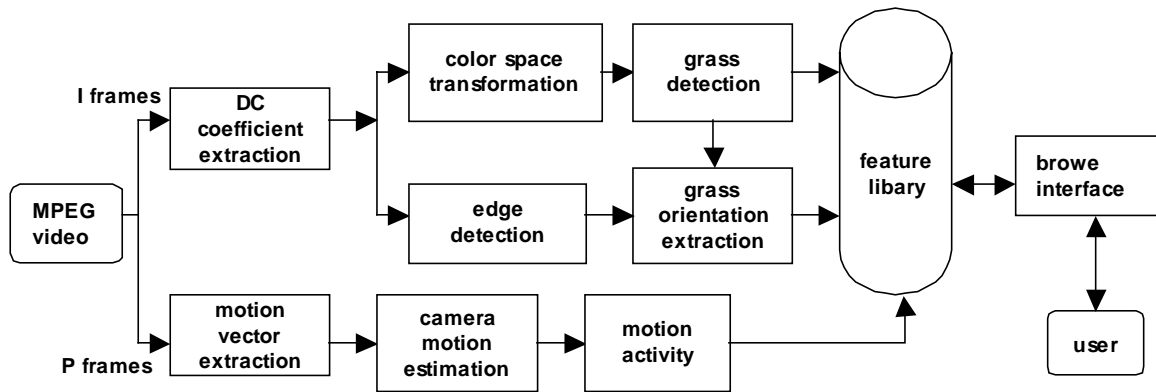 I frames
DC
coefficient
extraction
color space
transformation
grass
detection
edge
detection
grass
orientation
extraction
feature
libary
browe
interface
MPEG
video
P frames
motion
vector
extraction
camera
motion
estimation
motion
activity
user